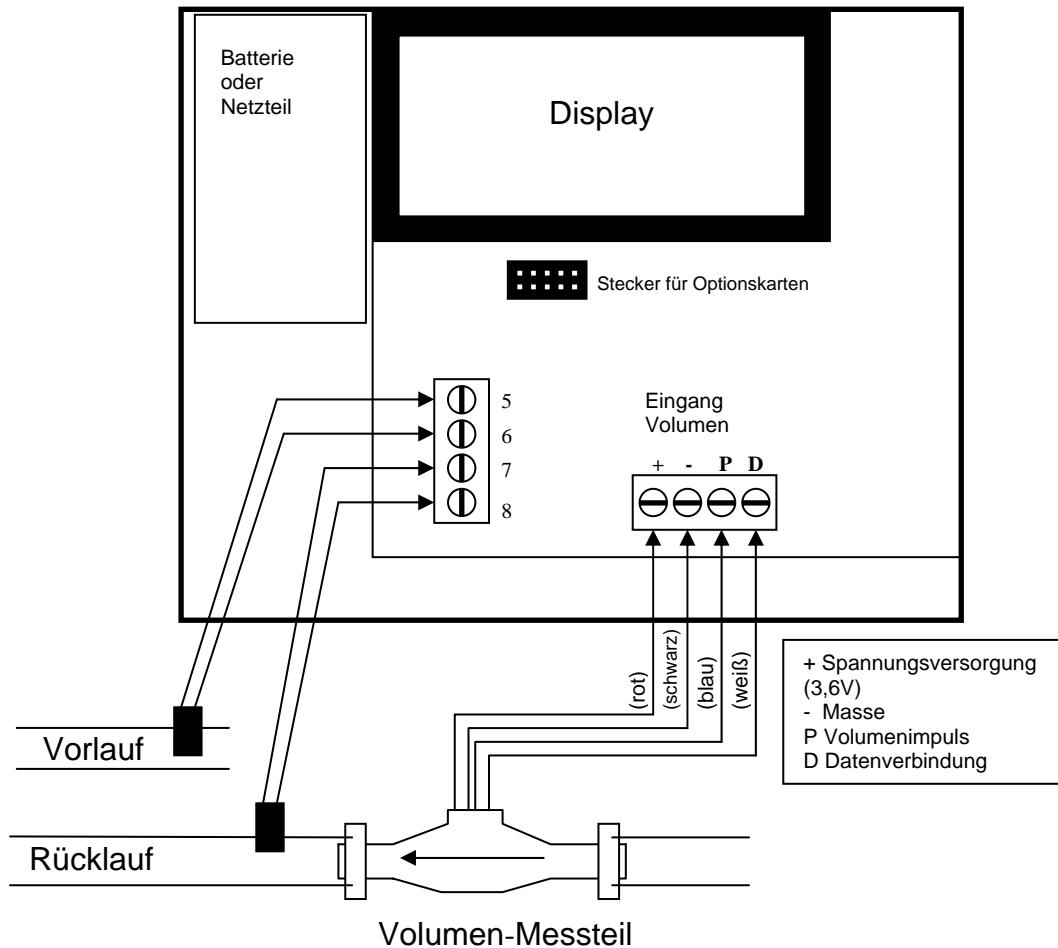 Batterie
oder
Netzteil
Display
Stecker für Optionskarten
5
6
7
8
Eingang
Volumen
+ - P D
(rot)
(schwarz)
(blau)
(weiß)
+ Spannungsversorgung
(3,6V)
- Masse
P Volumenimpuls
D Datenverbindung
Vorlauf
Rücklauf
Volumen-Messteil